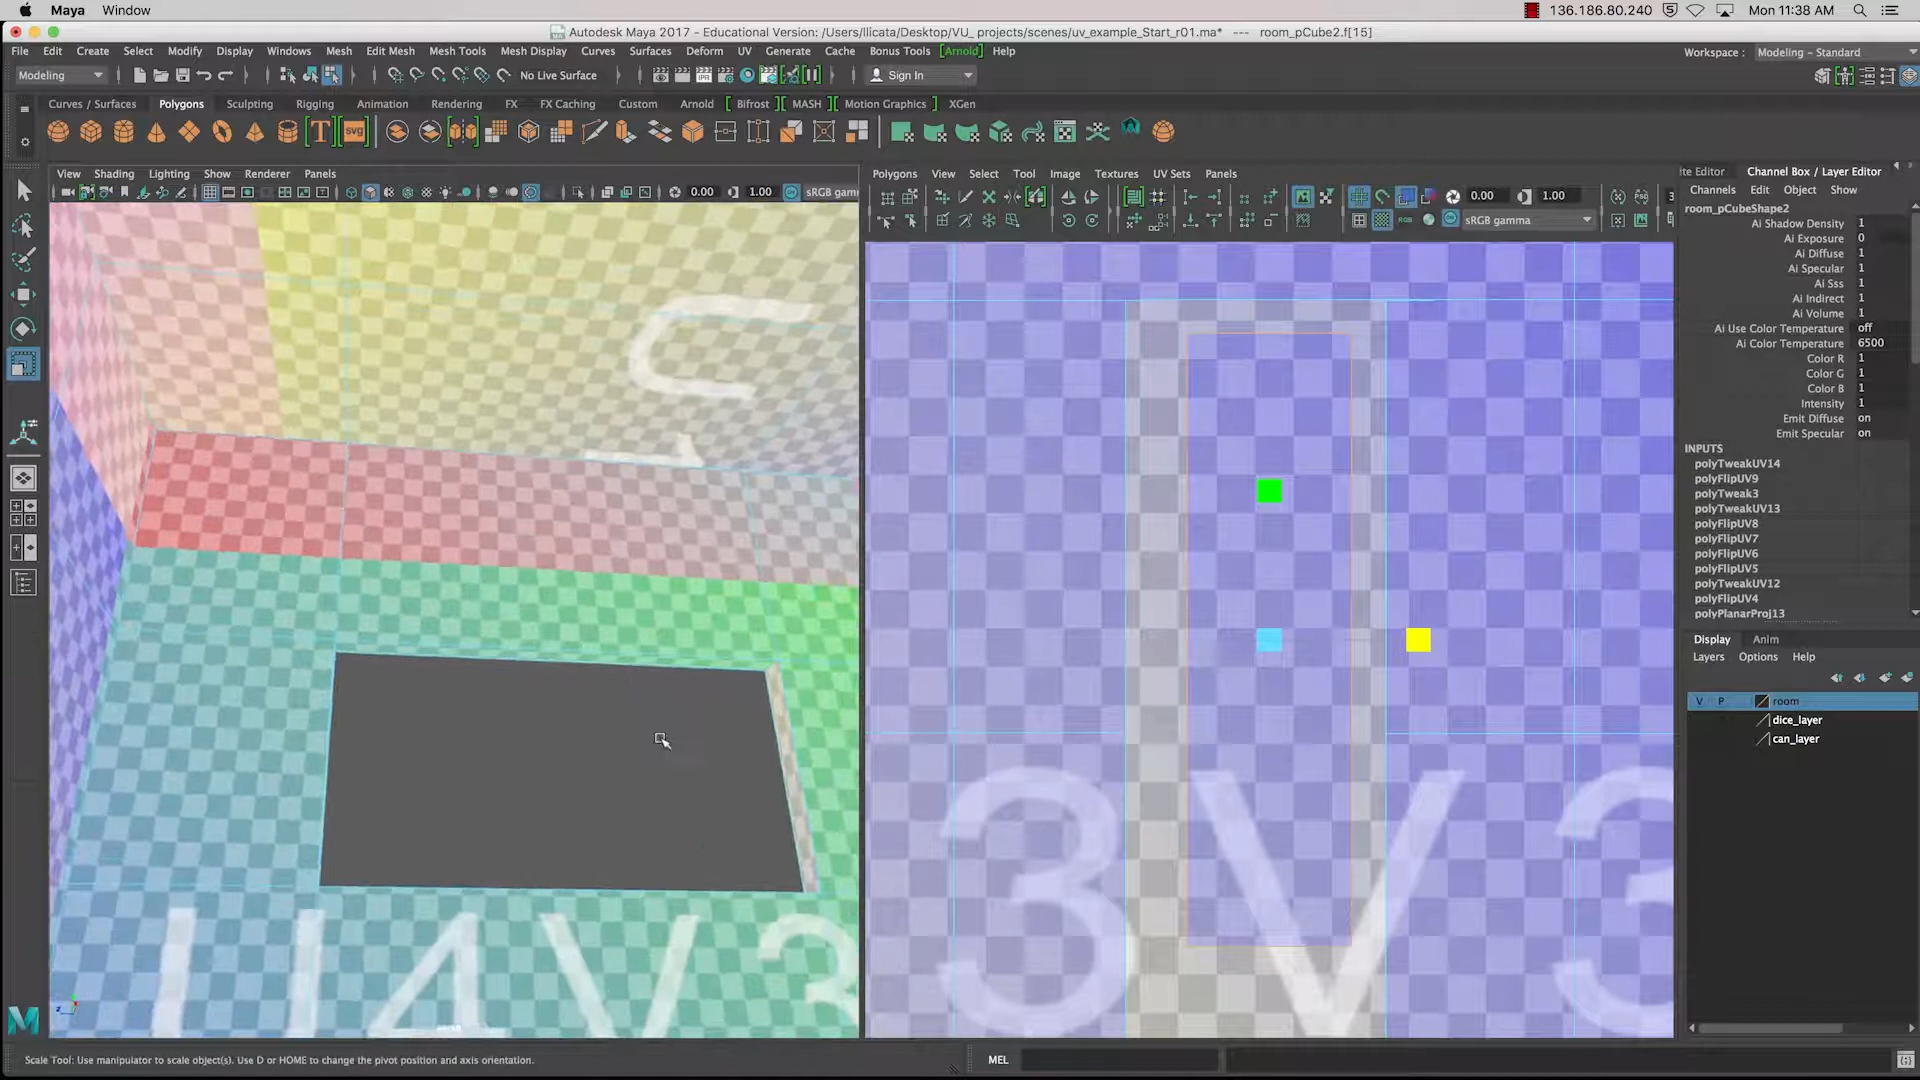 Maya Window
136.186.80.240 Mon 11:38 AM
Autodesk Maya 2017 - Educational Version: /Users/llicata/Desktop/VU_ projects/scenes/uv_example_Start_r01.ma* --- room_pCube2.f[15]
File Edit Create Select Modify Display Windows Mesh Edit Mesh Mesh Tools Mesh Display Curves Surfaces Deform UV Generate Cache Bonus Tools [Arnold] Help
Workspace : Modeling - Standard
Modeling No Live Surface Sign In
Curves / Surfaces Polygons Sculpting Rigging Animation Rendering FX FX Caching Custom Arnold Bifrost MASH Motion Graphics XGen
T svg
View Shading Lighting Show Renderer Panels
0.00 1.00 sRGB gam
Polygons View Select Tool Image Textures UV Sets Panels
0.00 1.00
RGB sRGB gamma
te Editor Channel Box / Layer Editor
Channels Edit Object Show
room_pCubeShape2
Ai Shadow Density 1
Ai Exposure 0
Ai Diffuse 1
Ai Specular 1
Ai Sss 1
Ai Indirect 1
Ai Volume 1
Ai Use Color Temperature off
Ai Color Temperature 6500
Color R 1
Color G 1
Color B 1
Intensity 1
Emit Diffuse on
Emit Specular on
INPUTS
polyTweakUV14
polyFlipUV9
polyTweak3
polyTweakUV13
polyFlipUV8
polyFlipUV7
polyFlipUV6
polyFlipUV5
polyTweakUV12
polyFlipUV4
polyPlanarProj13
Display Anim
Layers Options Help
V P room
dice_layer
can_layer
U4V3
3V3
Scale Tool: Use manipulator to scale object(s). Use D or HOME to change the pivot position and axis orientation.
MEL